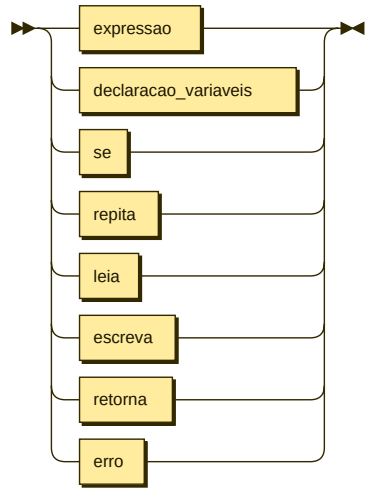 expressao
declaracao_variaveis
se
repita
leia
escreva
retorna
erro